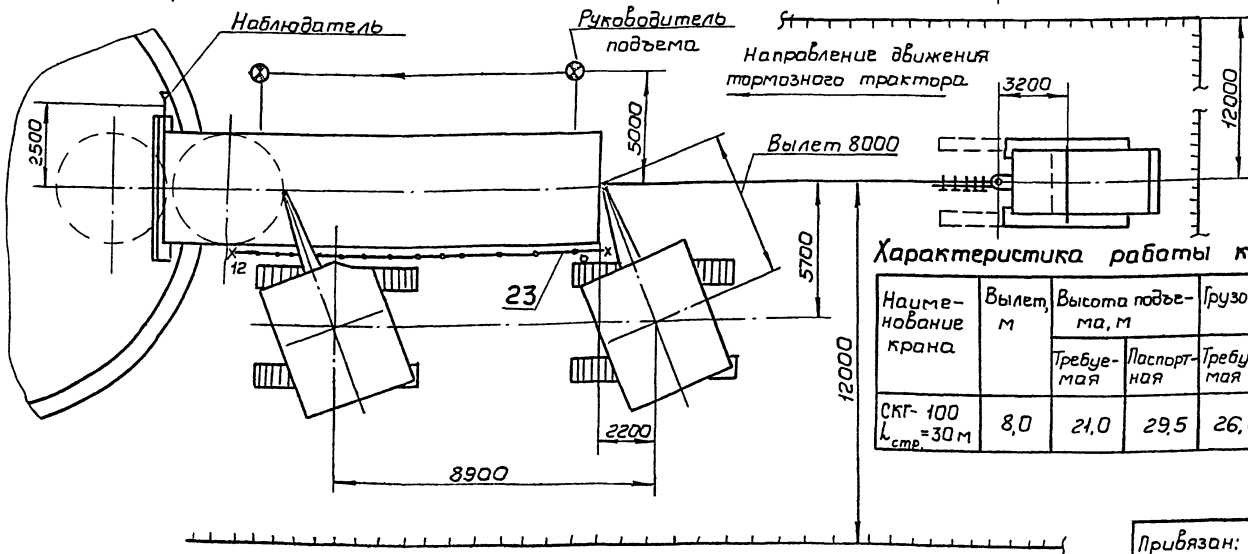 Наблюдатель
Руководитель
подъема
Направление движения
тормозного трактора
3200
12000
2500
5000
Вылет 8000
5700
12
23
12000
2200
8900
Характеристика работы к
Наиме-
нование
крана
Вылет,
м
Высота подъе-
ма, м
Грузо
Требуе-
мая
Паспорт-
ная
Требу
мая
СКГ-100
Lстр.=30м
8,0
21,0
29,5
26,
Привязан: